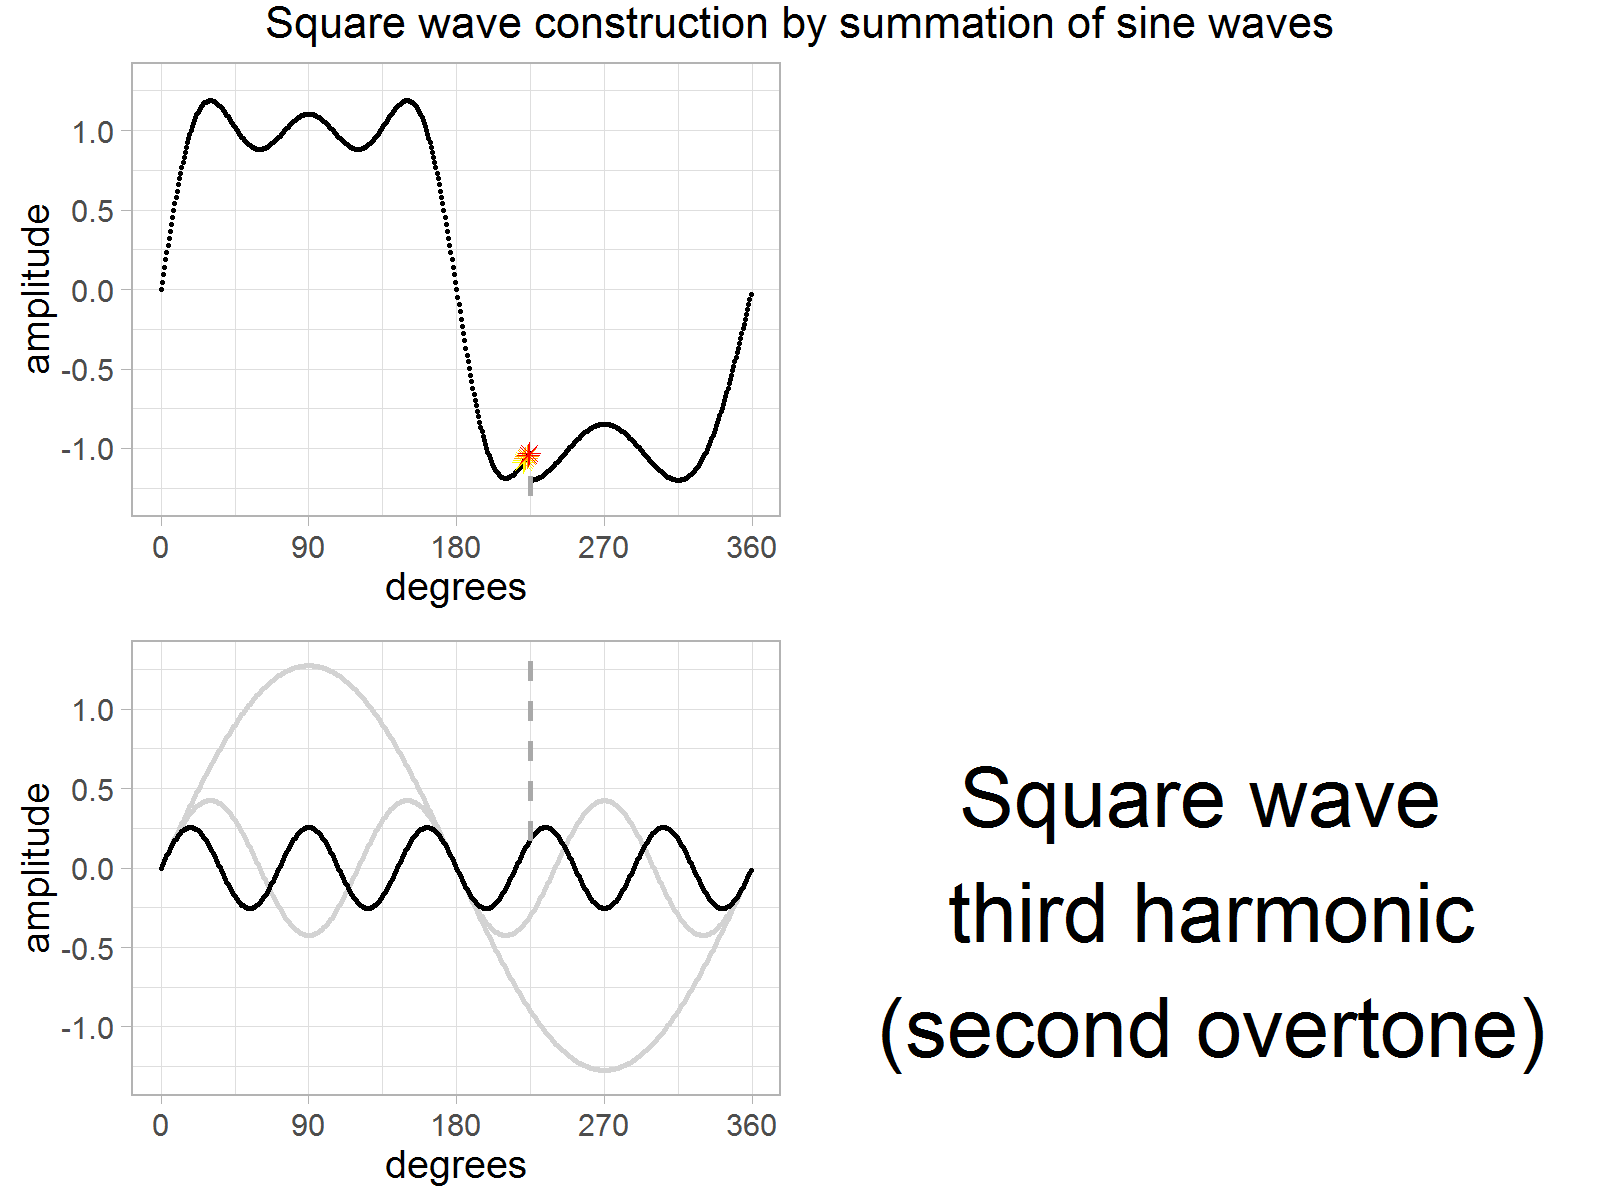 Square wave construction by summation of sine waves
amplitude
1.0
0.5
0.0
-0.5
-1.0
0 90 180 270 360
degrees
amplitude
1.0
0.5
0.0
-0.5
-1.0
0 90 180 270 360
degrees
Square wave
third harmonic
(second overtone)